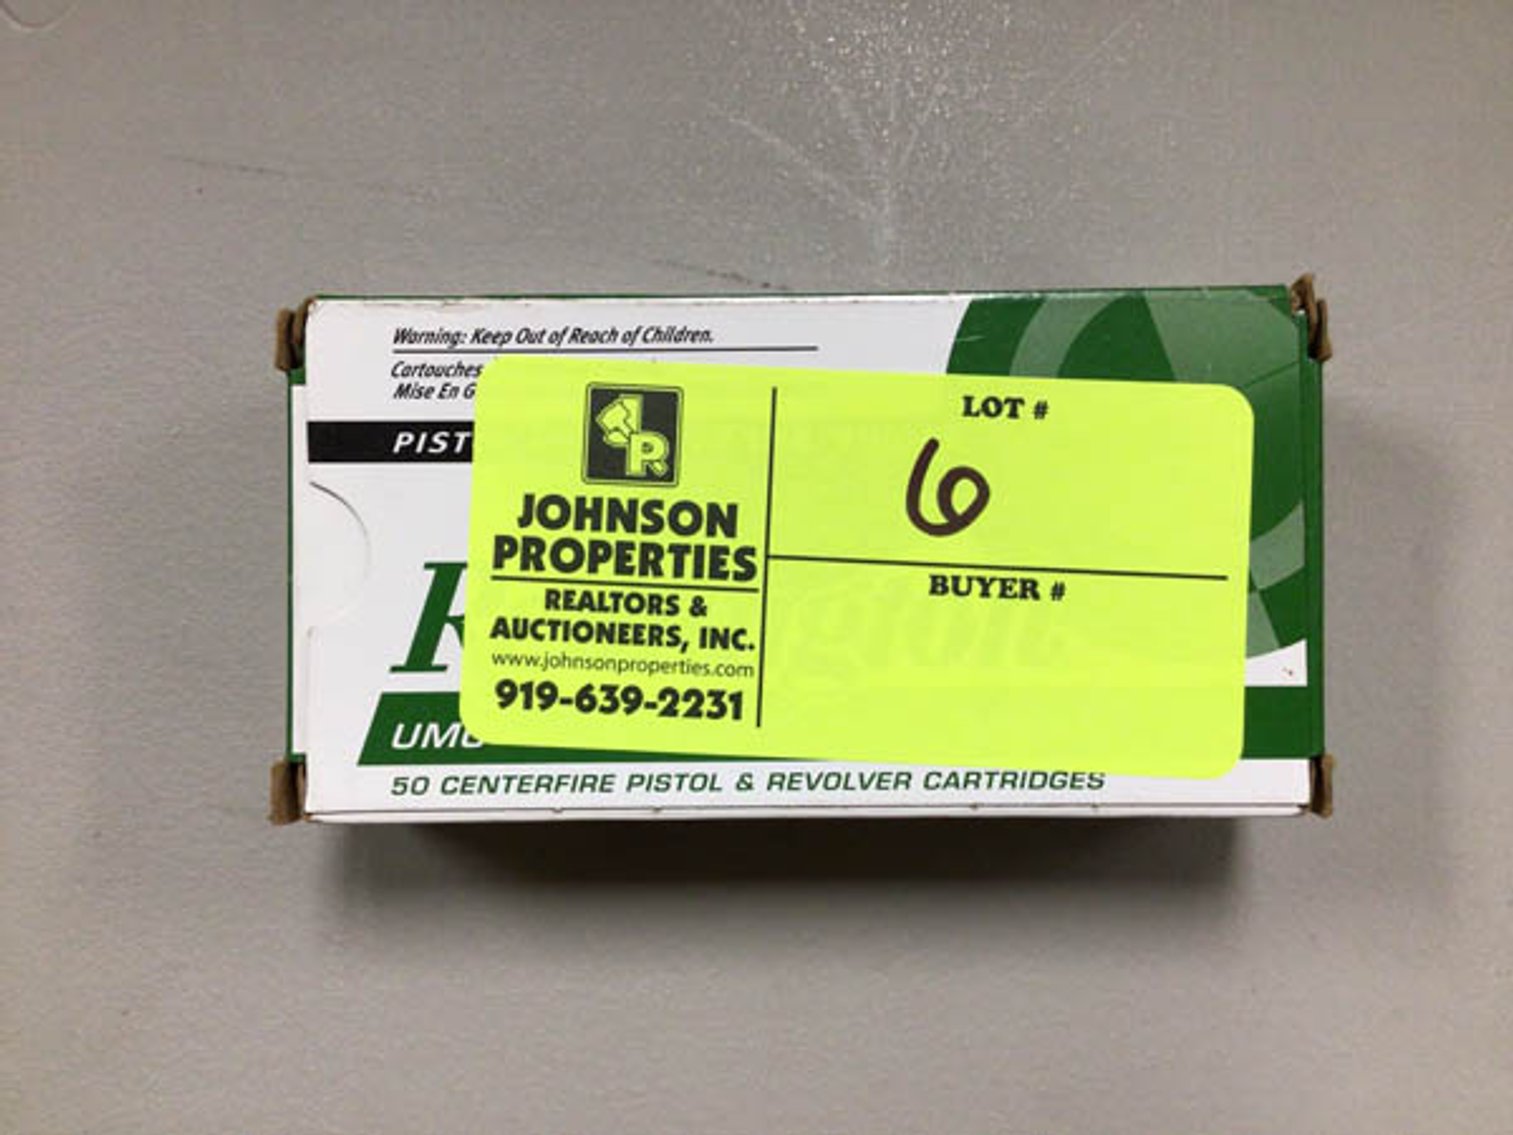 Warning: Keep Out of Reach of Children.
Cartouches
Mise En G
PIST
JOHNSON
PROPERTIES
REALTORS &
AUCTIONEERS, INC.
www.johnsonproperties.com
919-639-2231
LOT #
6
BUYER #
UMC
50 CENTERFIRE PISTOL & REVOLVER CARTRIDGES